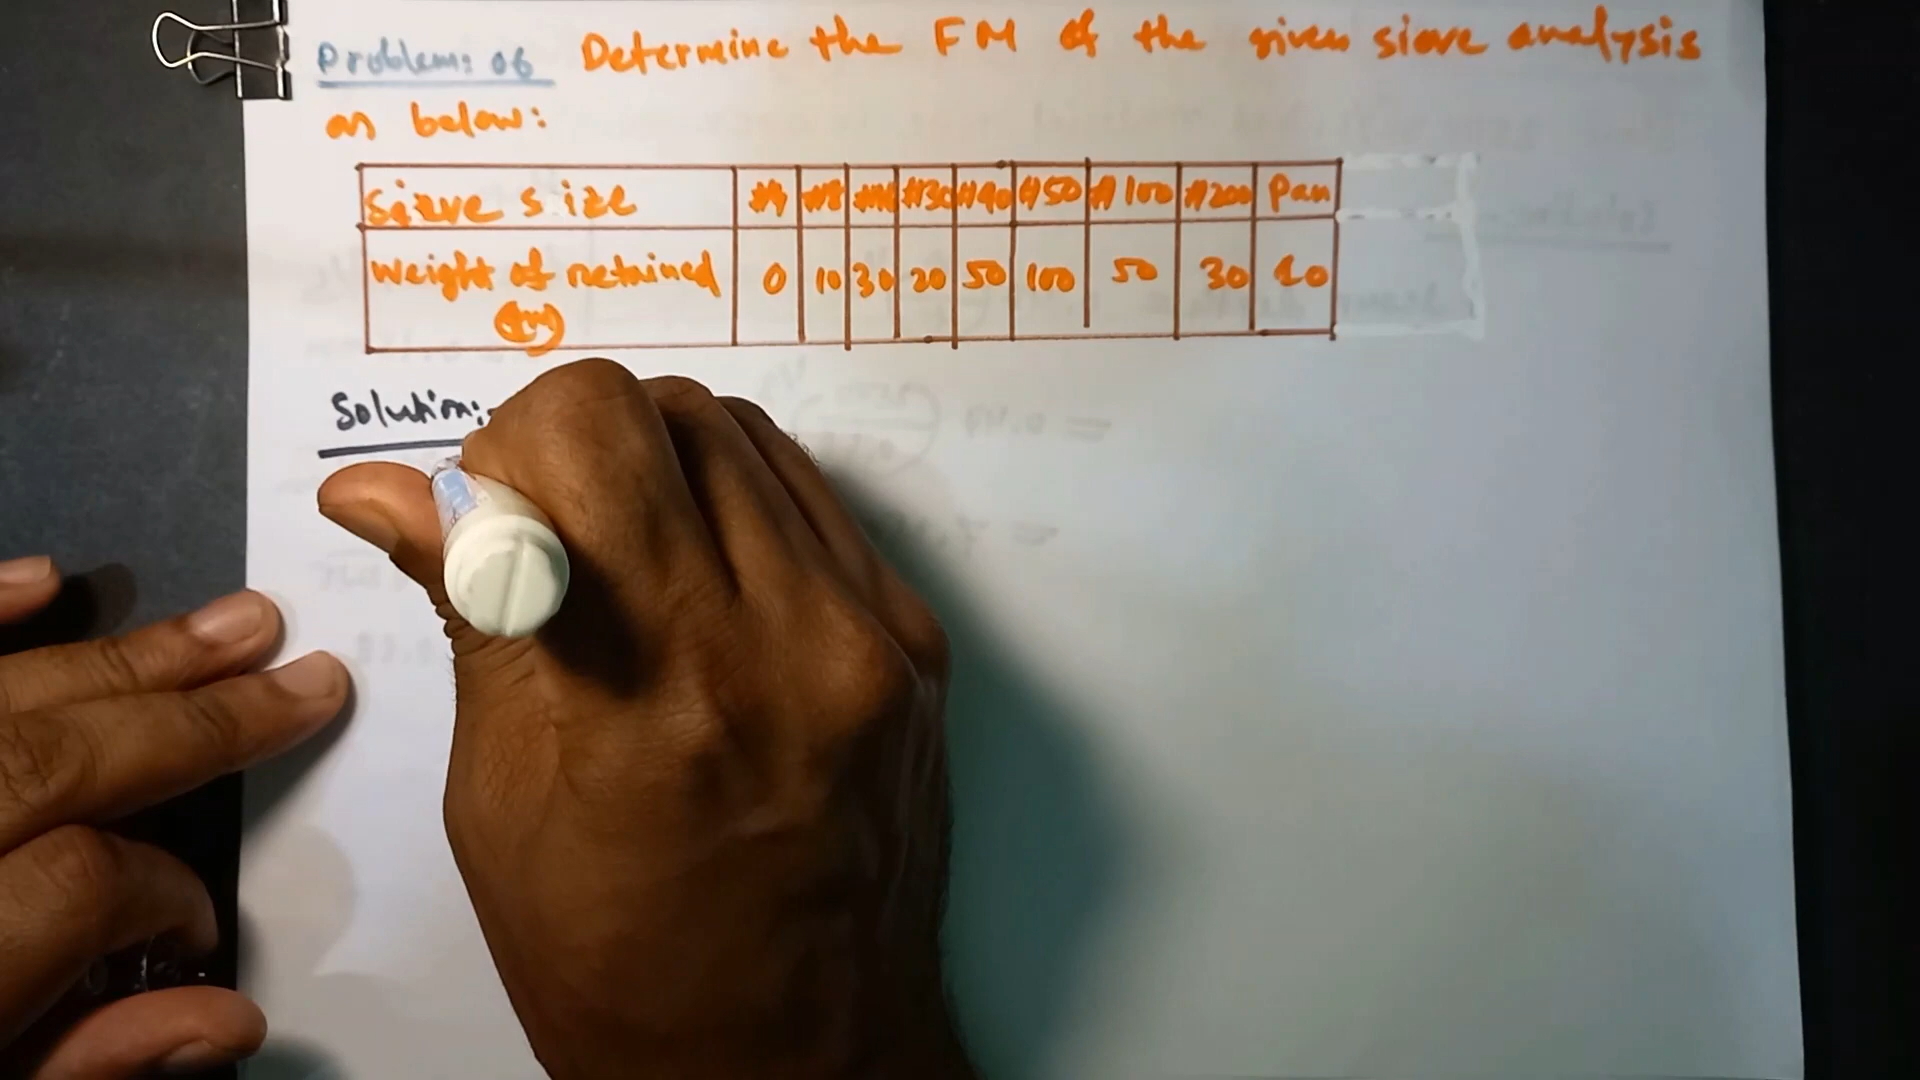 Problem: 06 Determine the FM of the given sieve analysis
as below:
Sieve size #4 #8 #16 #30 #40 #50 #100 #200 Pan
Weight of retained 0 10 30 20 50 100 50 30 10
(gm)
Solution:-